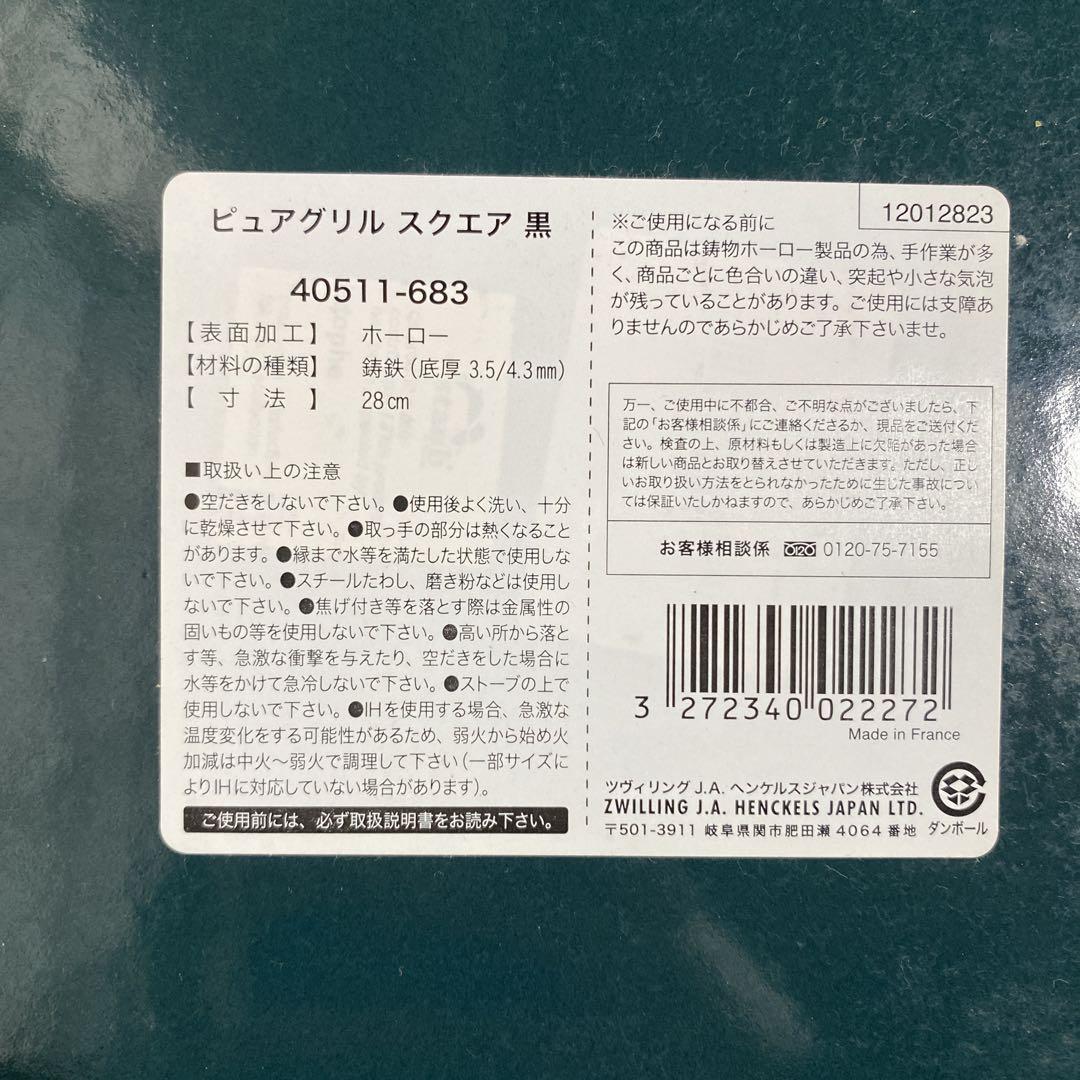 ピュアグリル スクエア 黒
40511-683
【表面加工】 ホーロー
【材料の種類】 鋳鉄(底厚 3.5/4.3㎜)
【寸法】 28㎝
■取扱い上の注意
●空だきをしないで下さい。●使用後よく洗い、十分
に乾燥させて下さい。●取っ手の部分は熱くなること
があります。●縁まで水等を満たした状態で使用しな
いで下さい。●スチールたわし、磨き粉などは使用し
ないで下さい。●焦げ付き等を落とす際は金属性の
固いもの等を使用しないで下さい。●高い所から落と
す等、急激な衝撃を与えたり、空だきをした場合に
水等をかけて急冷しないで下さい。●ストーブの上で
使用しないで下さい。●IHを使用する場合、急激な
温度変化をする可能性があるため、弱火から始め火
加減は中火〜弱火で調理して下さい(一部サイズに
よりIHに対応していない場合があります)。
ご使用前には、必ず取扱説明書をお読み下さい。
12012823
※ご使用になる前に
この商品は鋳物ホーロー製品の為、手作業が多
く、商品ごとに色合いの違い、突起や小さな気泡
が残っていることがあります。ご使用には支障あ
りませんのであらかじめご了承下さいませ。
万一、ご使用中に不都合、ご不明な点がございましたら、下
記の「お客様相談係」にご連絡くださるか、現品をご送付くだ
さい。検査の上、原材料もしくは製造上に欠陥があった場合
は新しい商品とお取り替えさせていただきます。ただし、正し
いお取り扱い方法をとられなかったために生じた事故につい
ては保証いたしかねますので、あらかじめご了承下さい。
お客様相談係 0120-75-7155
3 272340 022272
Made in France
ツヴィリング J.A. ヘンケルスジャパン株式会社
ZWILLING J.A. HENCKELS JAPAN LTD.
〒501-3911 岐阜県関市肥田瀬 4064 番地
ダンボール